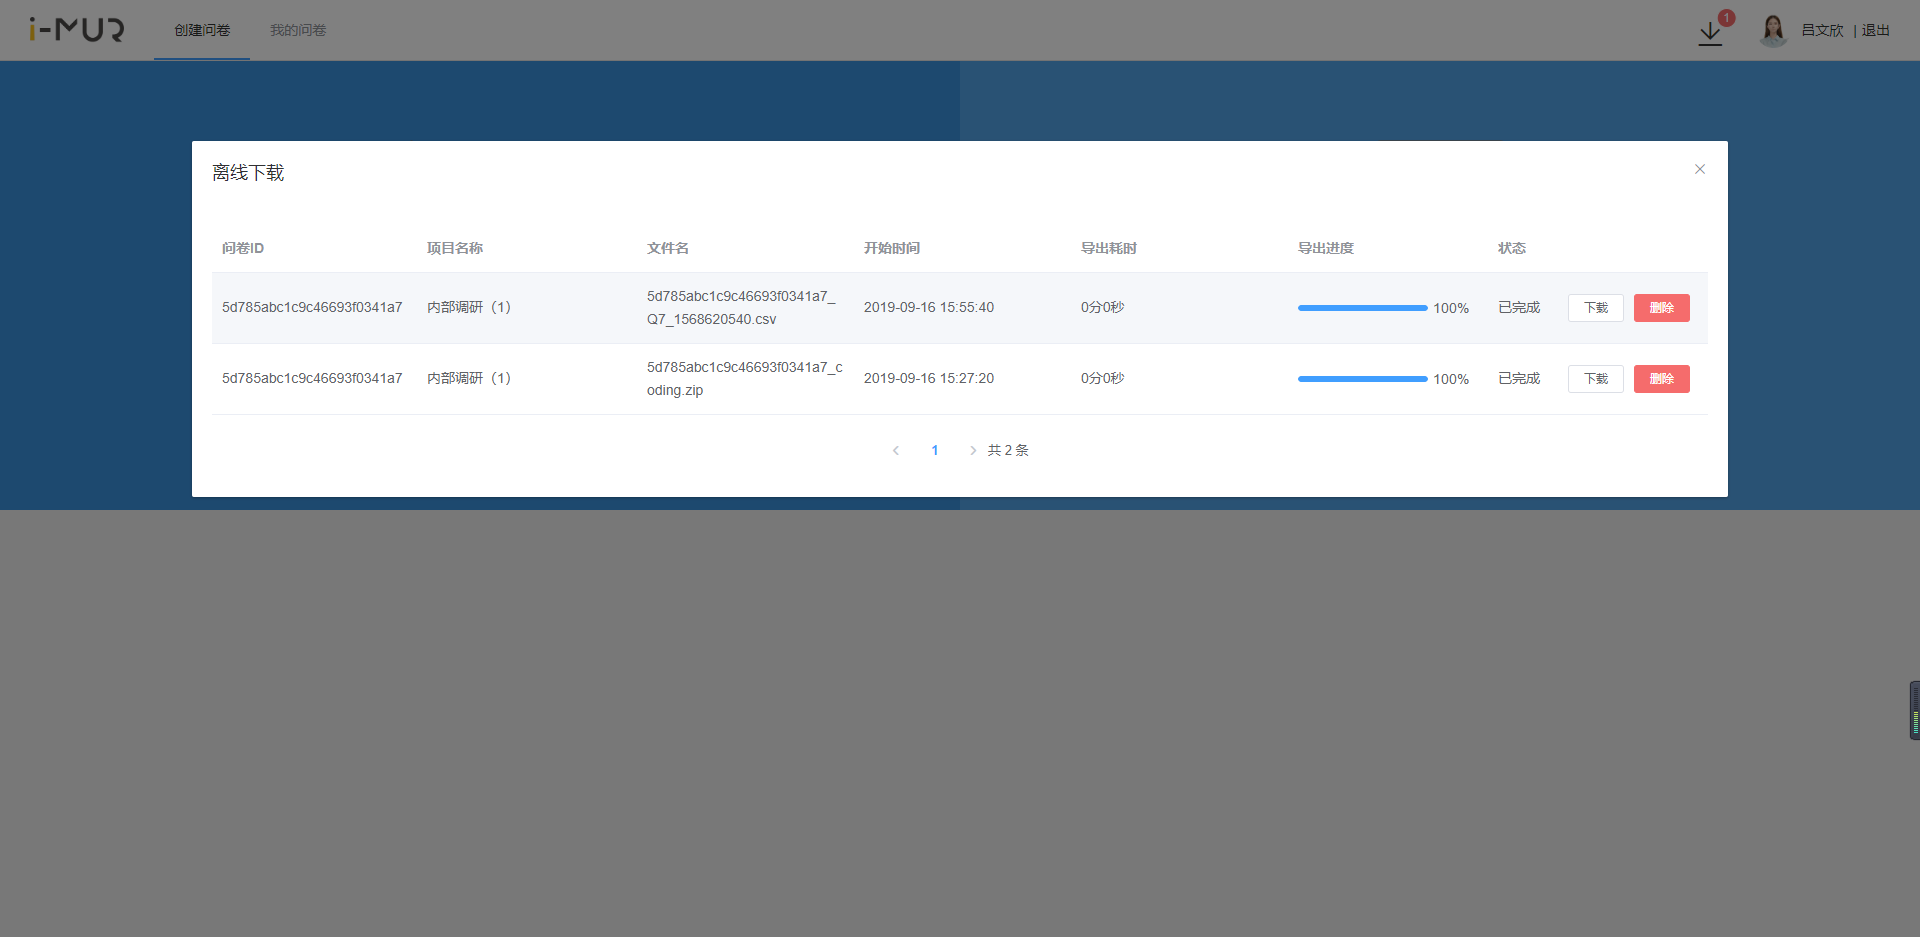 i-MUR 创建问卷 我的问卷 1 吕文欣 | 退出
离线下载
问卷ID 项目名称 文件名 开始时间 导出耗时 导出进度 状态
5d785abc1c9c46693f0341a7 内部调研（1） 5d785abc1c9c46693f0341a7_ 2019-09-16 15:55:40 0分0秒 100% 已完成 下载 删除
Q7_1568620540.csv
5d785abc1c9c46693f0341a7 内部调研（1） 5d785abc1c9c46693f0341a7_c 2019-09-16 15:27:20 0分0秒 100% 已完成 下载 删除
oding.zip
1 共 2 条